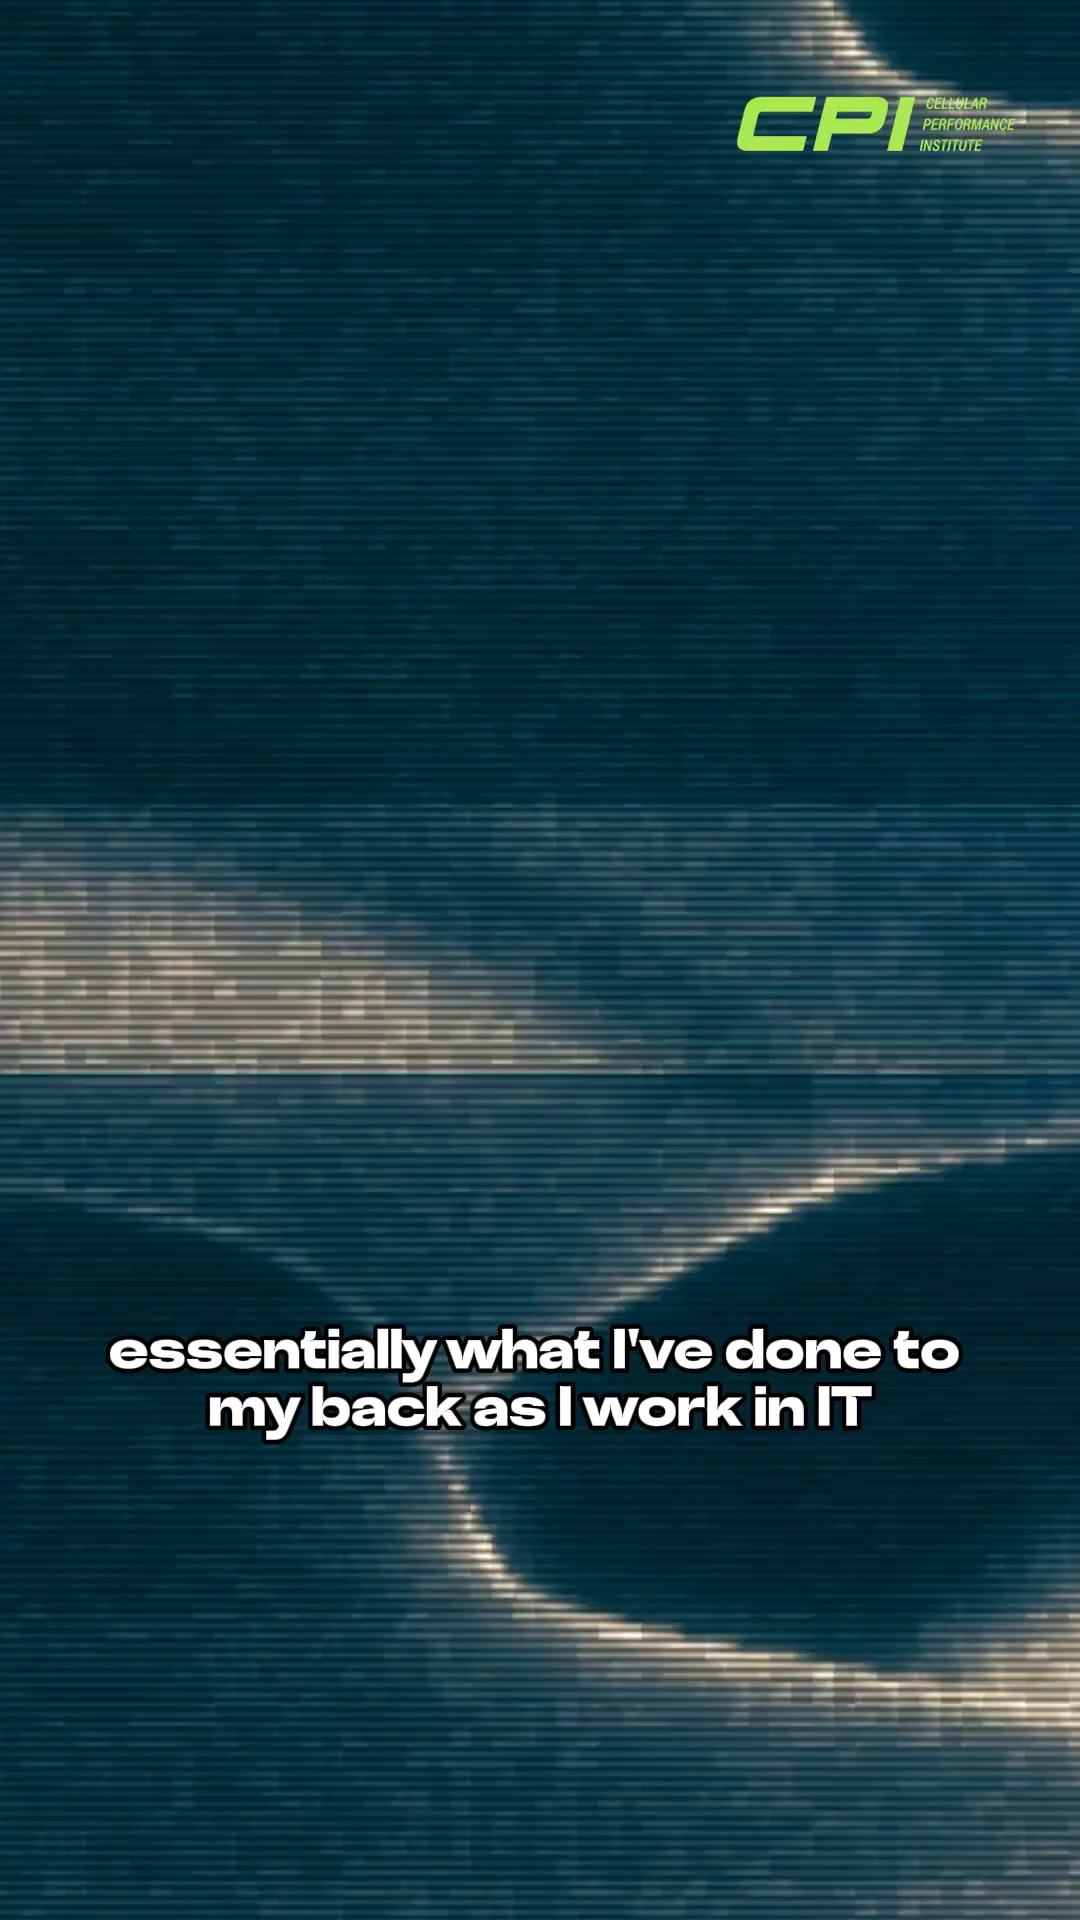 CPI
CELLULAR
PERFORMANCE
INSTITUTE
essentially what I've done to
my back as I work in IT